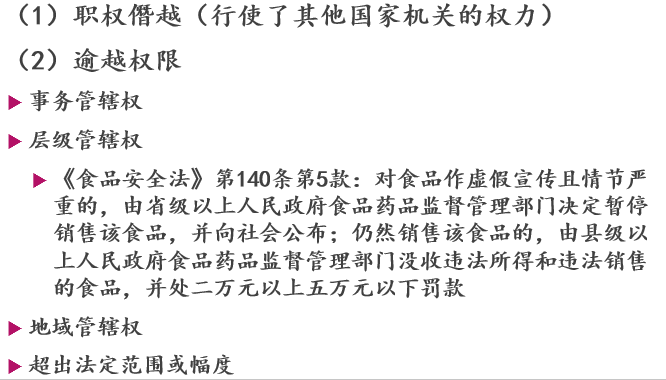 （1）职权僭越（行使了其他国家机关的权力）
（2）逾越权限
事务管辖权
层级管辖权
《食品安全法》第140条第5款：对食品作虚假宣传且情节严
重的，由省级以上人民政府食品药品监督管理部门决定暂停
销售该食品，并向社会公布；仍然销售该食品的，由县级以
上人民政府食品药品监督管理部门没收违法所得和违法销售
的食品，并处二万元以上五万元以下罚款
地域管辖权
超出法定范围或幅度